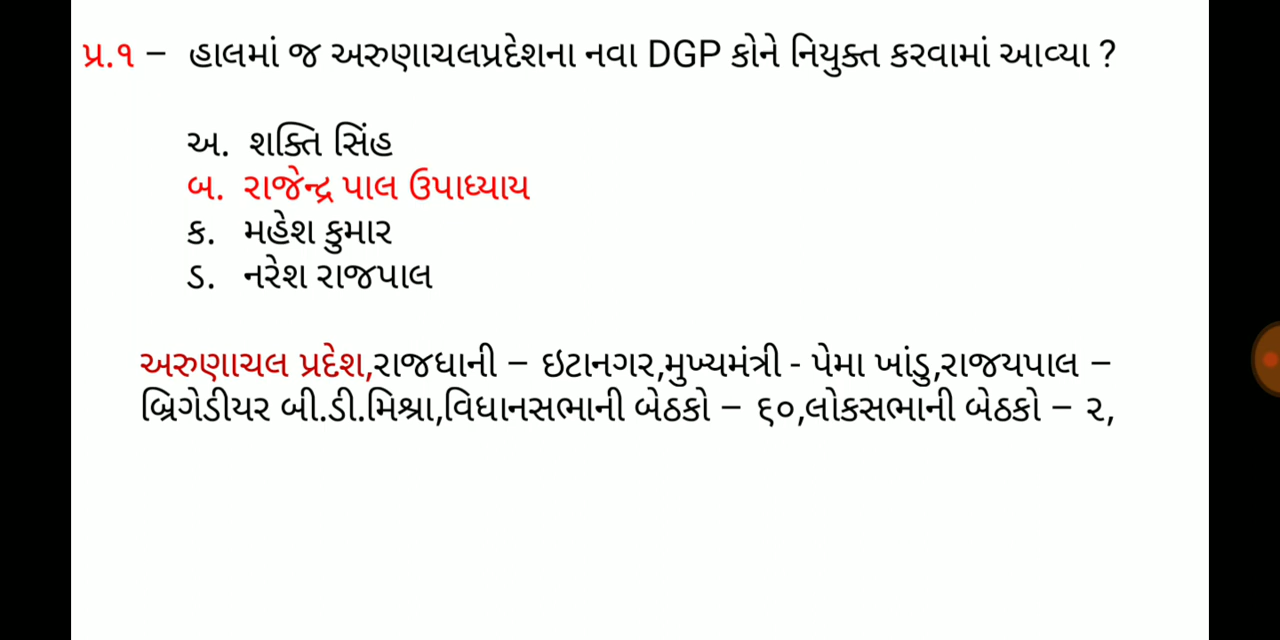 પ્ર.૧ – હાલમાં જ અરુણાચલપ્રદેશના નવા DGP કોને નિયુક્ત કરવામાં આવ્યા ?
અ. શક્તિ સિંહ
બ. રાજેન્દ્ર પાલ ઉપાધ્યાય
ક. મહેશ કુમાર
ડ. નરેશ રાજપાલ
અરુણાચલ પ્રદેશ,રાજધાની – ઇટાનગર,મુખ્યમંત્રી - પેમા ખાંડુ,રાજયપાલ –
બ્રિગેડીયર બી.ડી.મિશ્રા,વિધાનસભાની બેઠકો – ૬૦,લોકસભાની બેઠકો – ૨,